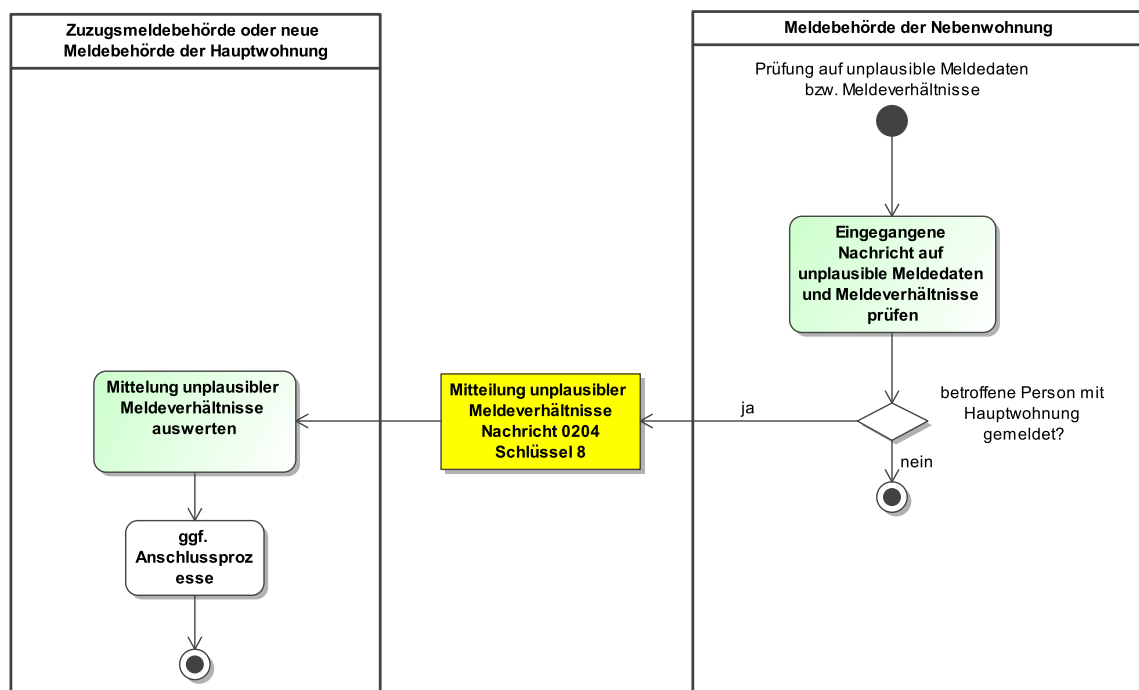 Zuzugsmeldebehörde oder neue
Meldebehörde der Hauptwohnung
Meldebehörde der Nebenwohnung
Prüfung auf unplausible Meldedaten
bzw. Meldeverhältnisse
Eingegangene
Nachricht auf
unplausible Meldedaten
und Meldeverhältnisse
prüfen
betroffene Person mit
Hauptwohnung
gemeldet?
ja
nein
Mitteilung unplausibler
Meldeverhältnisse
Nachricht 0204
Schlüssel 8
Mittelung unplausibler
Meldeverhältnisse
auswerten
ggf.
Anschlussproz
esse